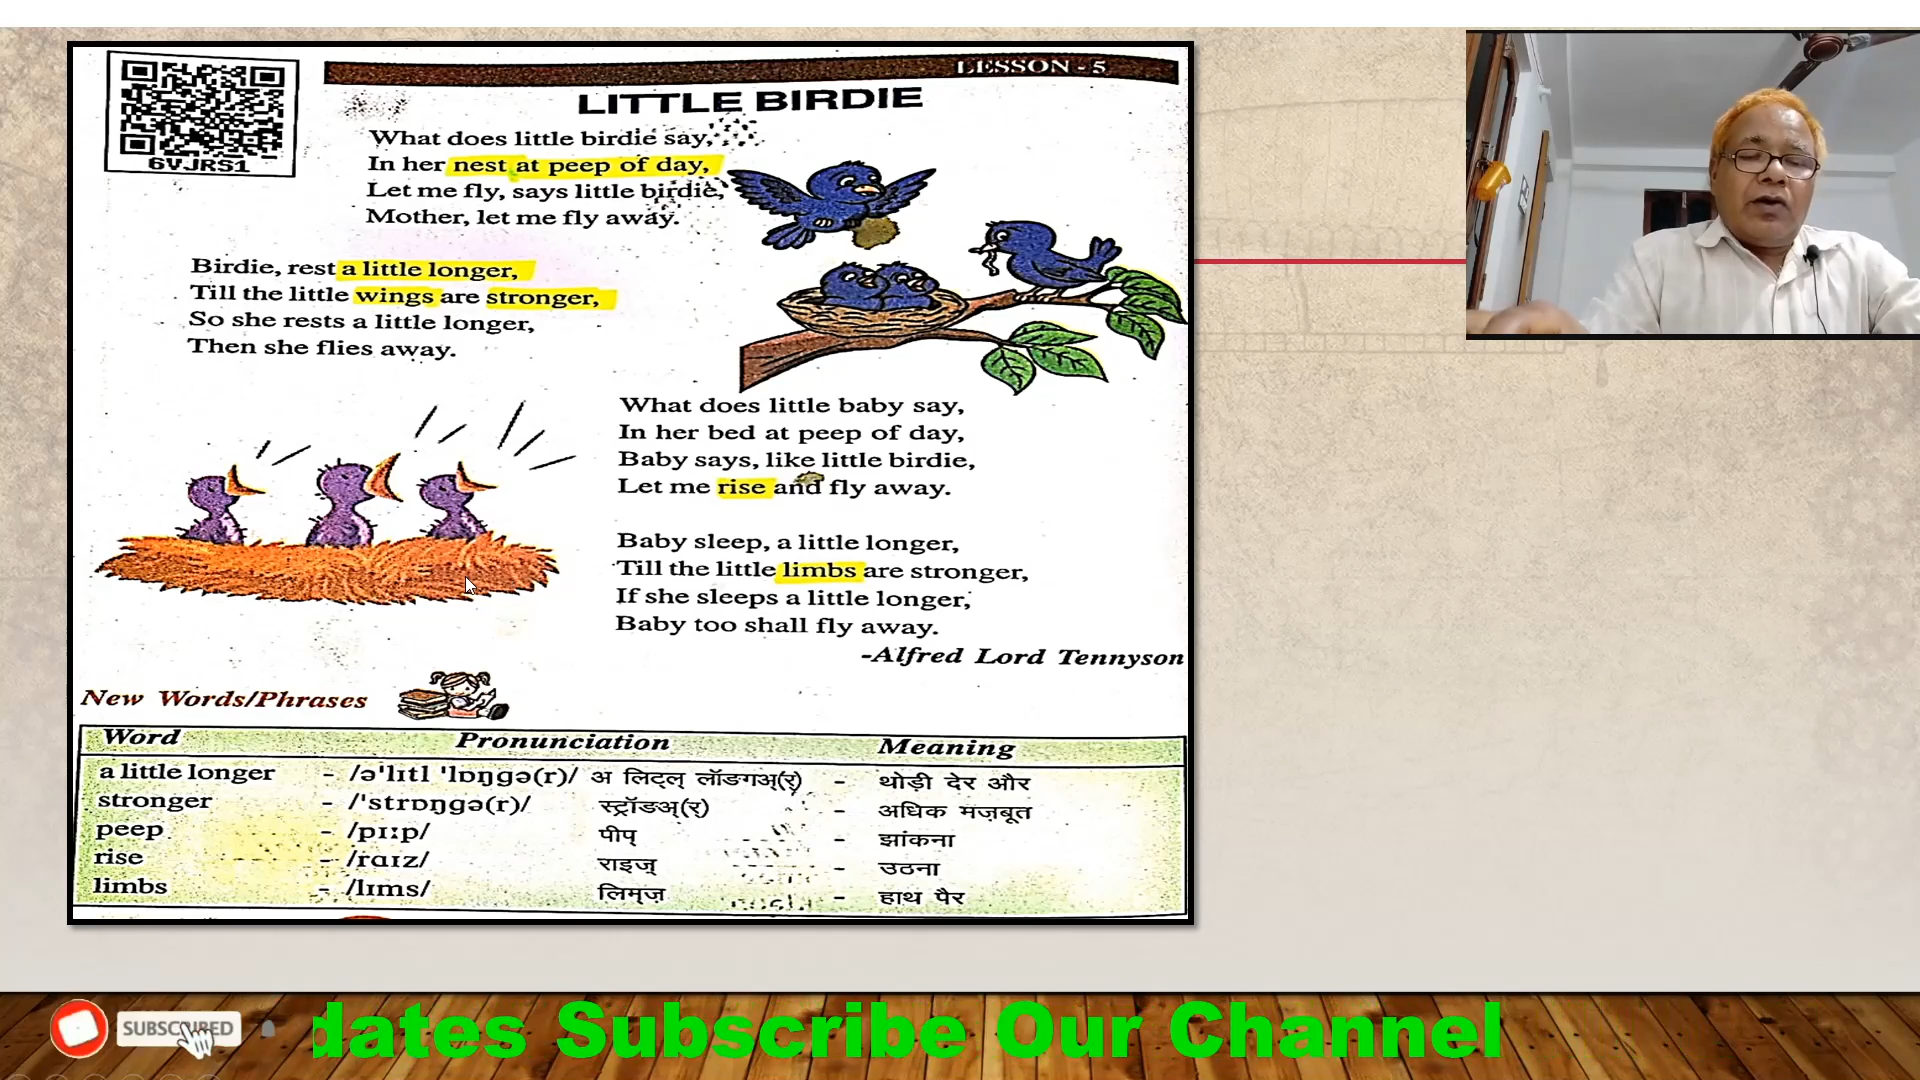 LESSON - 5
6VJRS1
LITTLE BIRDIE
What does little birdie say,
In her nest at peep of day,
Let me fly, says little birdie,
Mother, let me fly away.
Birdie, rest a little longer,
Till the little wings are stronger,
So she rests a little longer,
Then she flies away.
What does little baby say,
In her bed at peep of day,
Baby says, like little birdie,
Let me rise and fly away.
Baby sleep, a little longer,
Till the little limbs are stronger,
If she sleeps a little longer,
Baby too shall fly away.
-Alfred Lord Tennyson
New Words/Phrases
Word Pronunciation Meaning
a little longer - /ə'lɪtl 'lɒŋgə(r)/ अ लिट्ल् लॉङगअ(र्) - थोड़ी देर और
stronger - /'strɒŋgə(r)/ स्ट्रॉङअ्(र्) - अधिक मज़बूत
peep - /pɪːp/ पीप् - झांकना
rise - /raɪz/ राइज् - उठना
limbs - /lɪms/ लिम्ज़ - हाथ पैर
SUBSCRIBED
dates Subscribe Our Channel